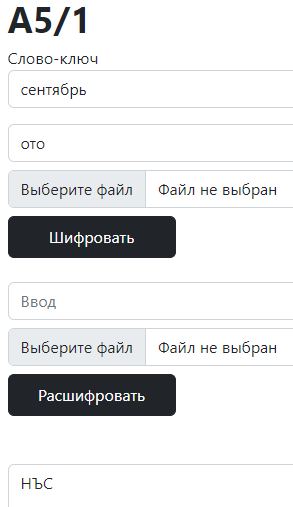 A5/1
Слово-ключ
сентябрь
ото
Выберите файл Файл не выбран
Шифровать
Ввод
Выберите файл Файл не выбран
Расшифровать
НЪС